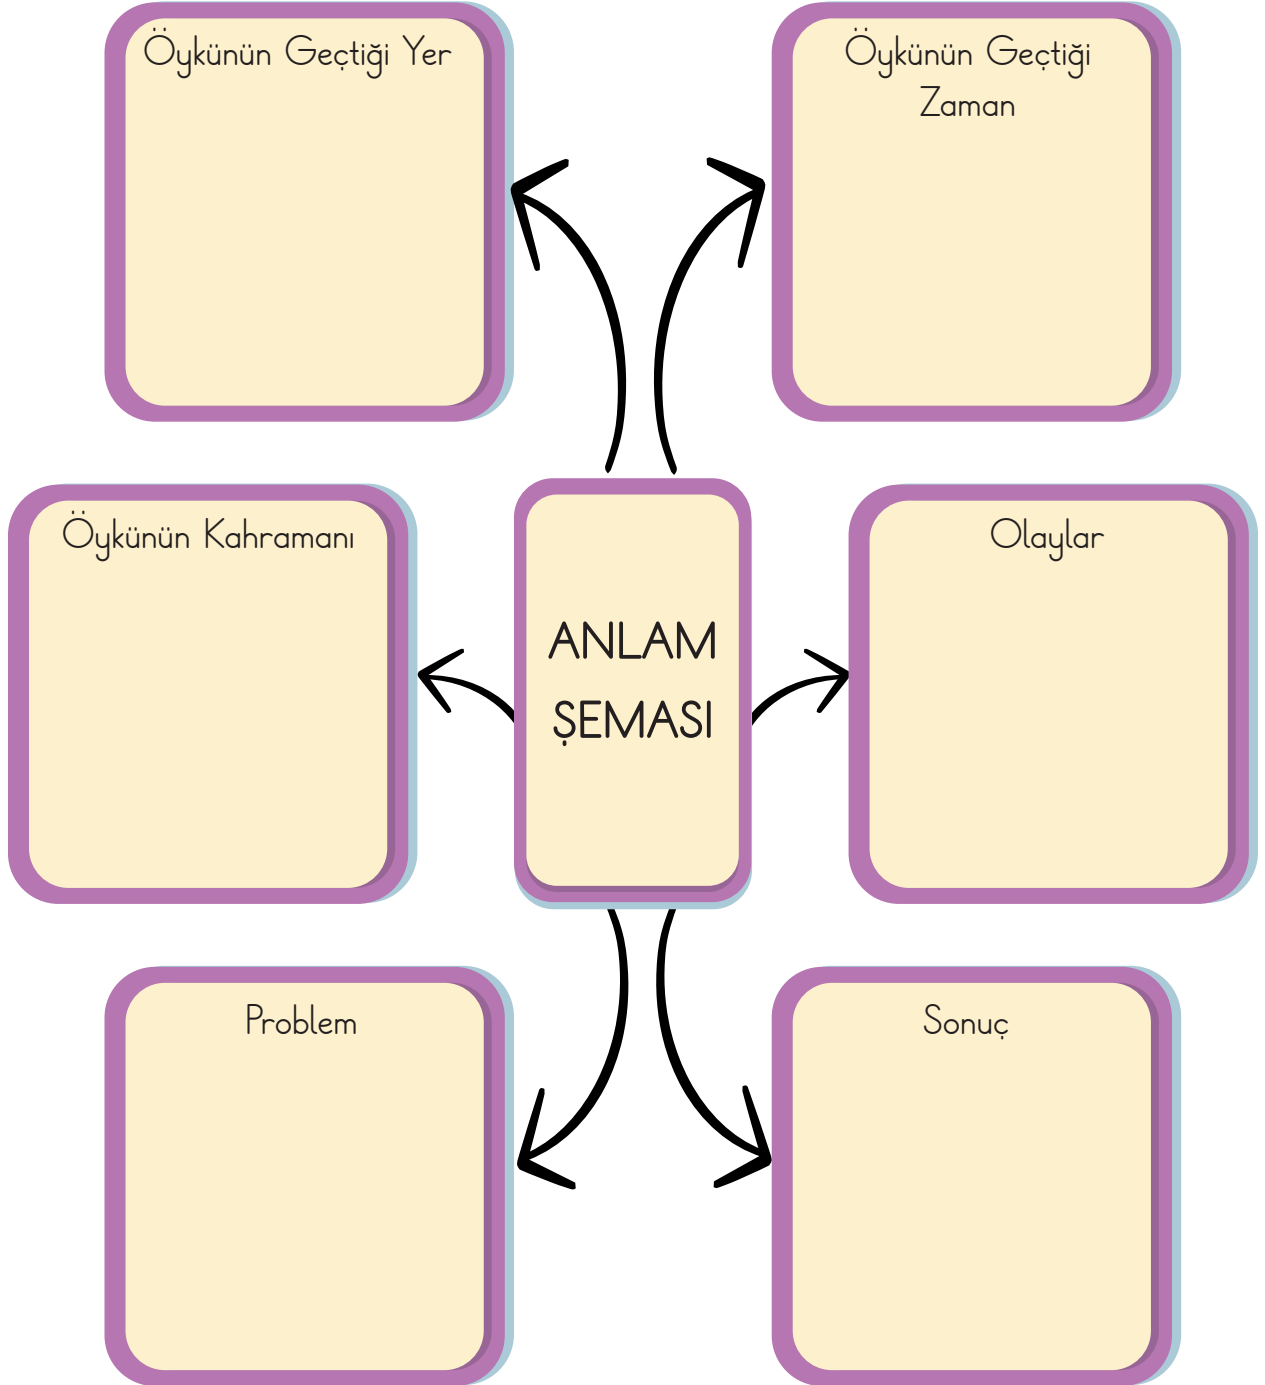 Öykünün Geçtiği Yer
Öykünün Geçtiği
Zaman
Öykünün Kahramanı
ANLAM
ŞEMASI
Olaylar
Problem
Sonuç